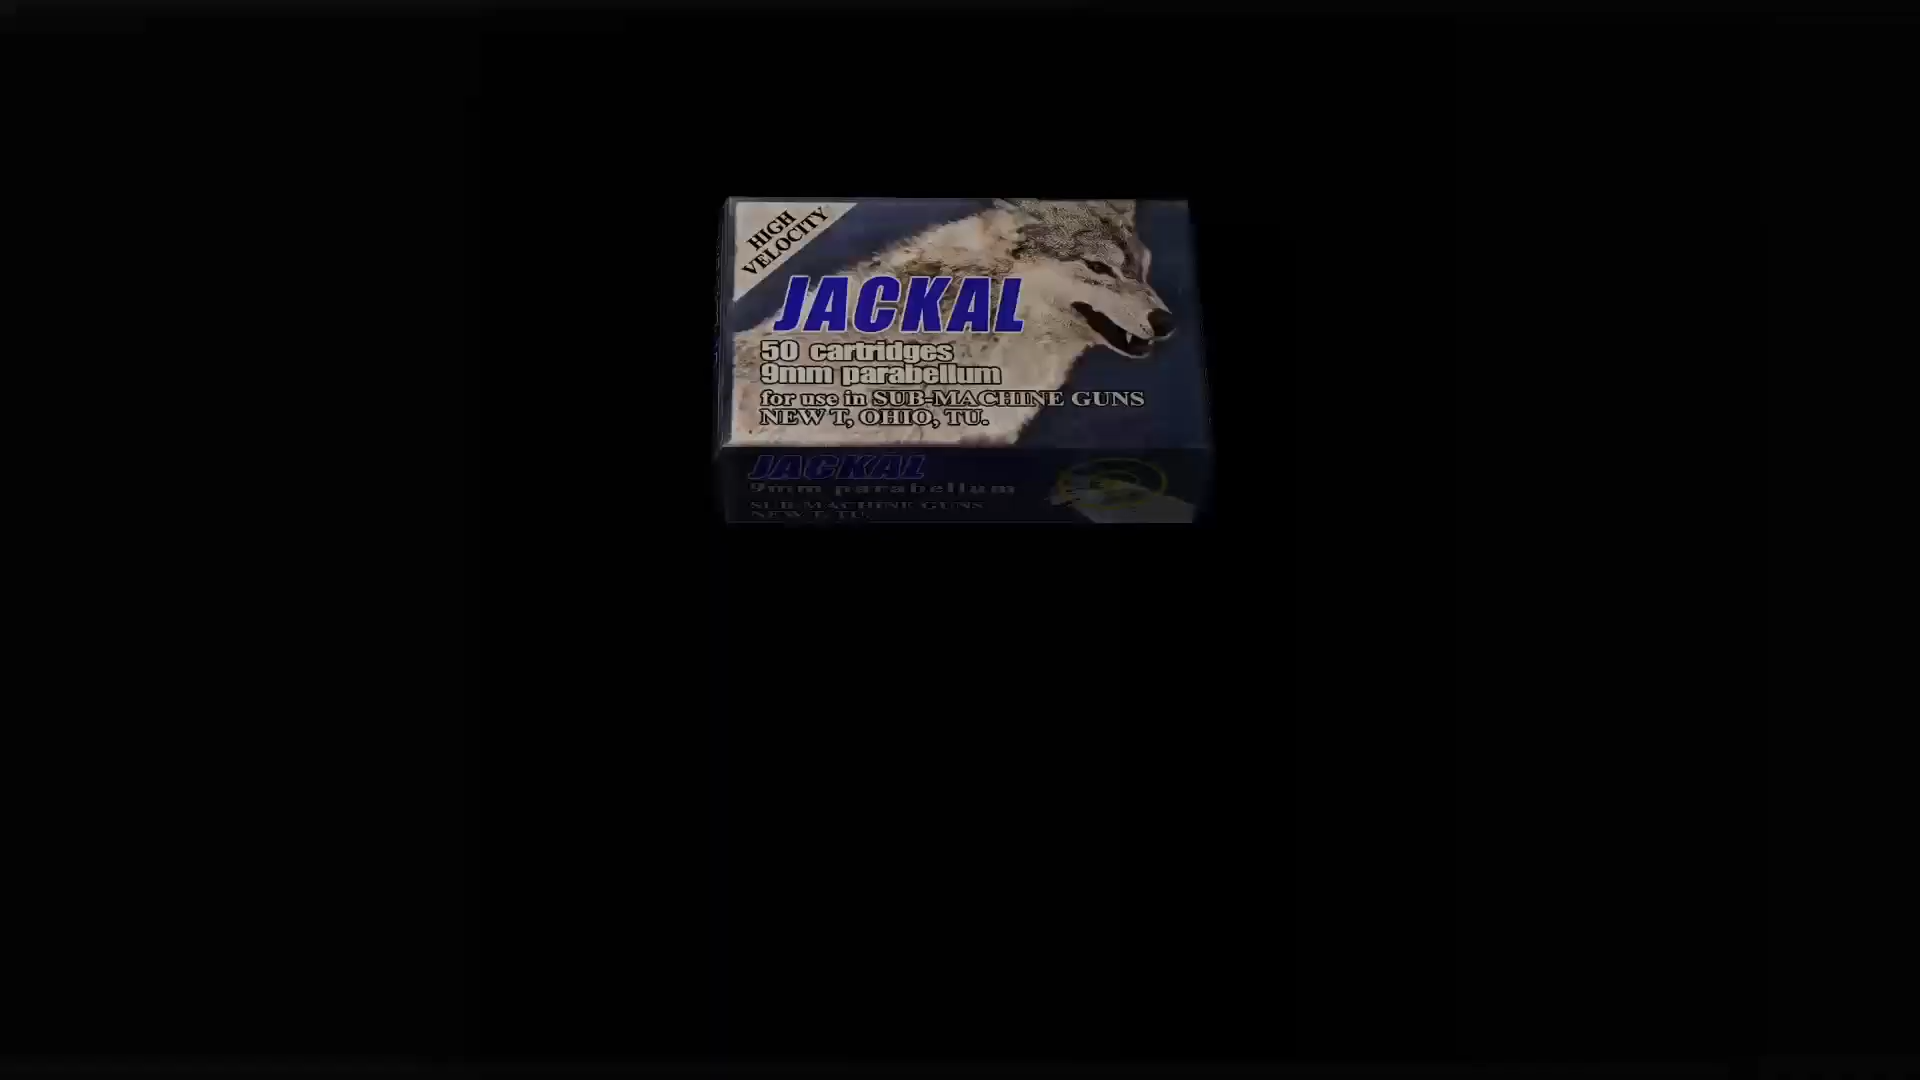 HIGH
VELOCITY
JACKAL
50 cartridges
9mm parabellum
for use in SUB-MACHINE GUNS
NEW T, OHIO, TU.
JACKAL
9mm parabellum
SUB-MACHINE GUNS
NEW T, TU.